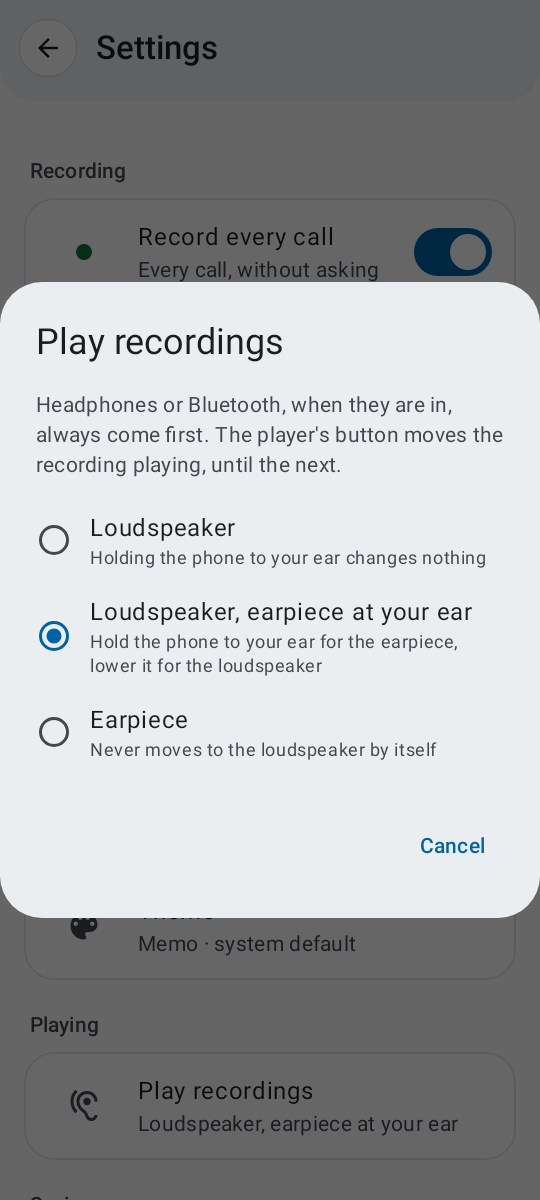 Settings
Recording
Record every call
Every call, without asking
Play recordings
Headphones or Bluetooth, when they are in,
always come first. The player's button moves the
recording playing, until the next.
Loudspeaker
Holding the phone to your ear changes nothing
Loudspeaker, earpiece at your ear
Hold the phone to your ear for the earpiece,
lower it for the loudspeaker
Earpiece
Never moves to the loudspeaker by itself
Cancel
Memo · system default
Playing
Play recordings
Loudspeaker, earpiece at your ear